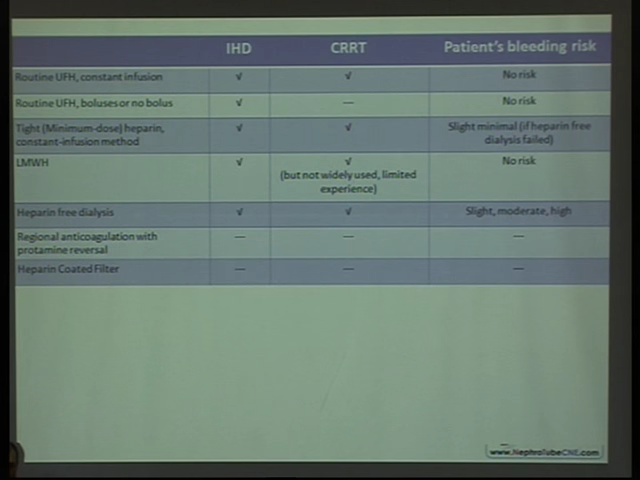 IHD CRRT Patient's bleeding risk
Routine UFH, constant infusion √ √ No risk
Routine UFH, boluses or no bolus √ — No risk
Tight (Minimum-dose) heparin, √ √ Slight minimal (if heparin free
constant-infusion method dialysis failed)
LMWH √ √ No risk
(but not widely used, limited
experience)
Heparin free dialysis √ √ Slight, moderate, high
Regional anticoagulation with — — —
protamine reversal
Heparin Coated Filter — — —
www.NephroTubeCNE.com